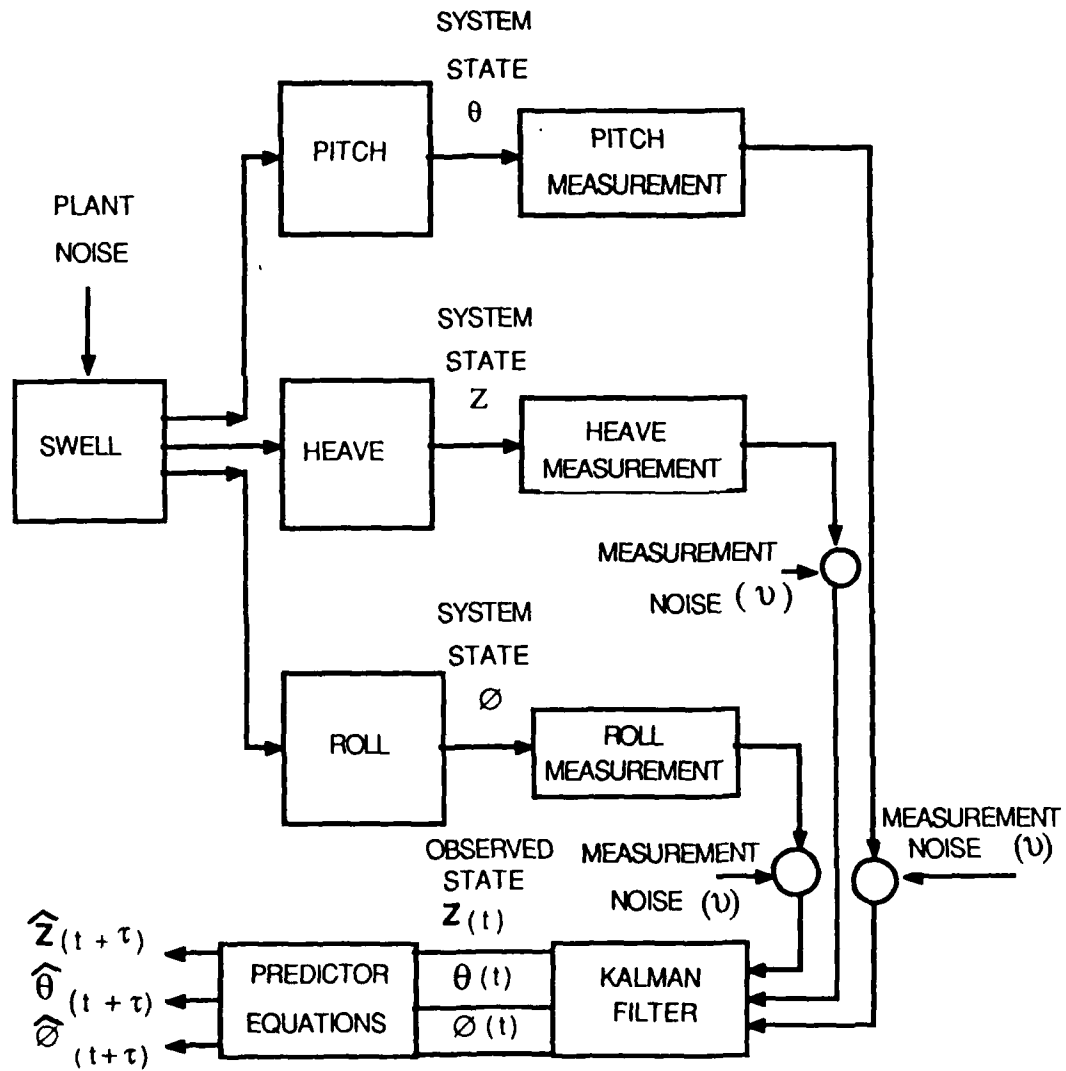 SYSTEM
STATE
θ
PITCH
PITCH
MEASUREMENT
PLANT
NOISE
SWELL
SYSTEM
STATE
Z
HEAVE
HEAVE
MEASUREMENT
MEASUREMENT
NOISE (υ)
SYSTEM
STATE
∅
ROLL
ROLL
MEASUREMENT
MEASUREMENT
NOISE (υ)
MEASUREMENT
NOISE (υ)
OBSERVED
STATE
Z(t)
θ(t)
∅(t)
KALMAN
FILTER
PREDICTOR
EQUATIONS
Ẑ(t + τ)
θ̂(t + τ)
∅̂(t+τ)